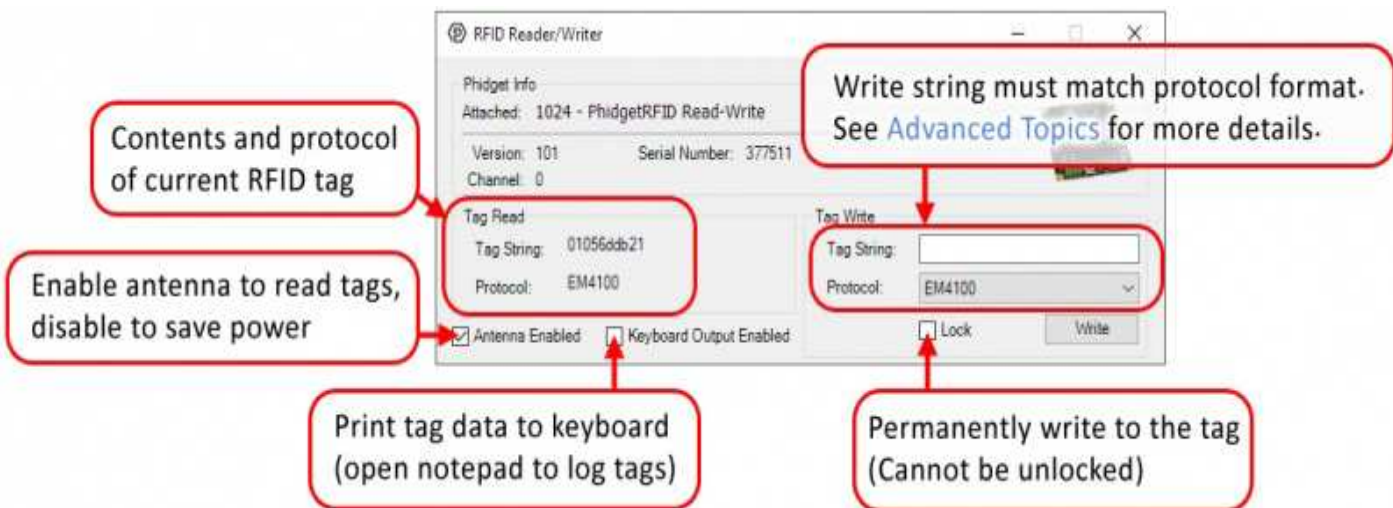 RFID Reader/Writer
Phidget Info
Attached: 1024 - PhidgetRFID Read-Write
Version: 101 Serial Number: 377511
Channel: 0
Write string must match protocol format.
See Advanced Topics for more details.
Contents and protocol
of current RFID tag
Tag Read
Tag String: 01056ddb21
Protocol: EM4100
Tag Write
Tag String:
Protocol: EM4100
Lock Write
Enable antenna to read tags,
disable to save power
Antenna Enabled Keyboard Output Enabled
Print tag data to keyboard
(open notepad to log tags)
Permanently write to the tag
(Cannot be unlocked)